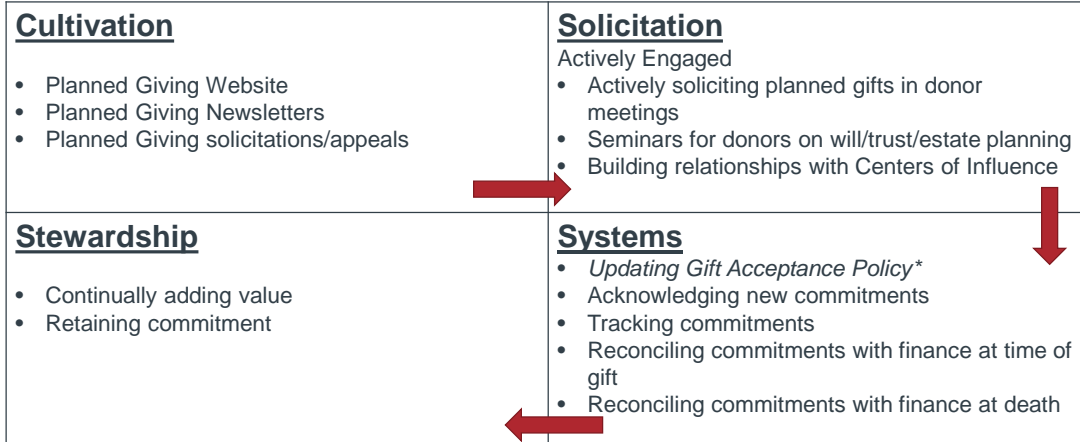 Cultivation
• Planned Giving Website
• Planned Giving Newsletters
• Planned Giving solicitations/appeals
Solicitation
Actively Engaged
• Actively soliciting planned gifts in donor
meetings
• Seminars for donors on will/trust/estate planning
• Building relationships with Centers of Influence
Stewardship
• Continually adding value
• Retaining commitment
Systems
• Updating Gift Acceptance Policy*
• Acknowledging new commitments
• Tracking commitments
• Reconciling commitments with finance at time of
gift
• Reconciling commitments with finance at death